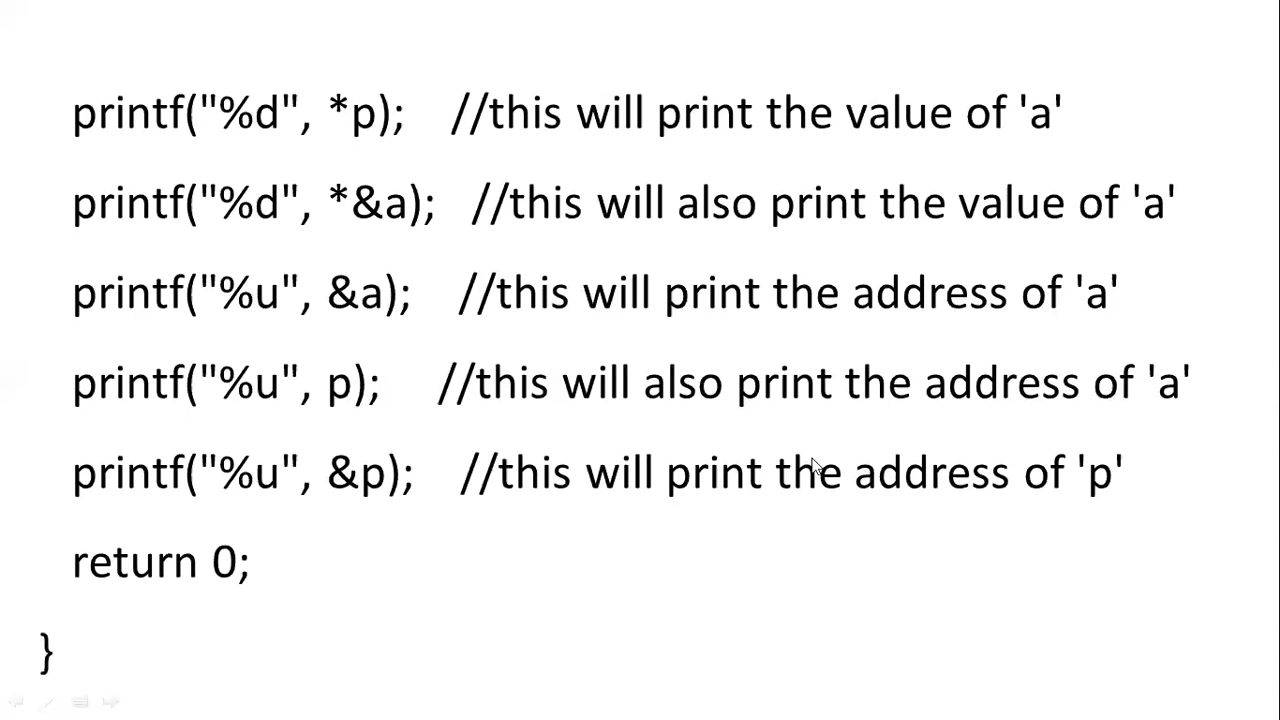 printf("%d", *p); //this will print the value of 'a'
printf("%d", *&a); //this will also print the value of 'a'
printf("%u", &a); //this will print the address of 'a'
printf("%u", p); //this will also print the address of 'a'
printf("%u", &p); //this will print the address of 'p'
return 0;
}